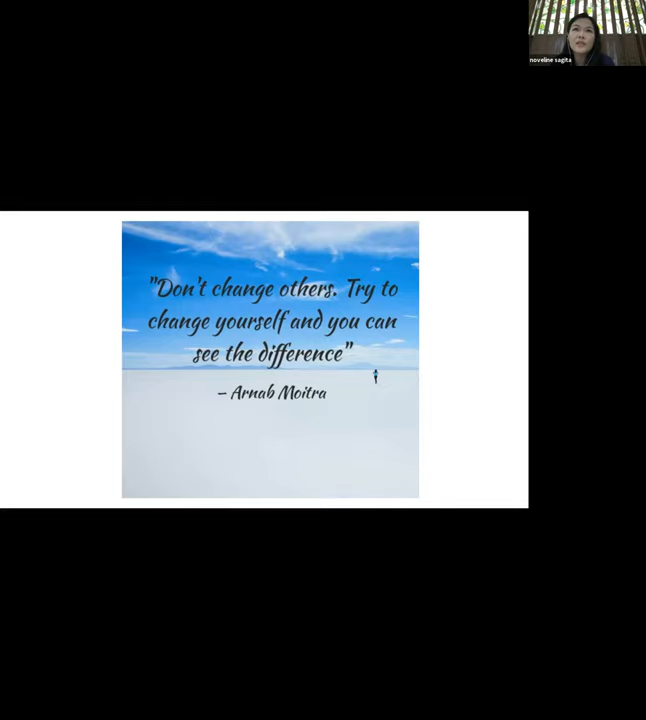 noveline sagita
"Don't change others. Try to
change yourself and you can
see the difference"
– Arnab Moitra